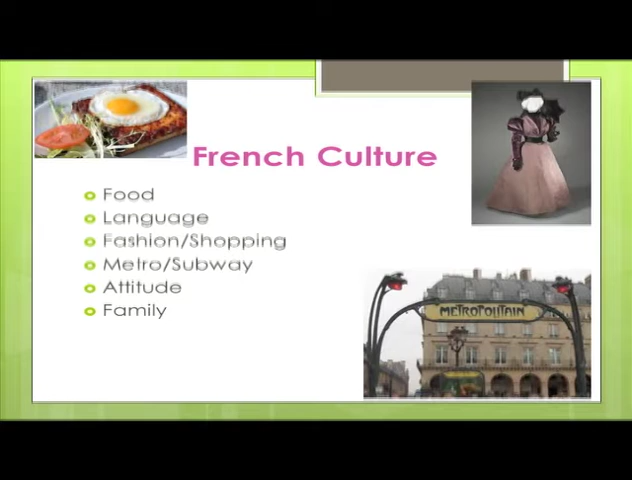 French Culture
Food
Language
Fashion/Shopping
Metro/Subway
Attitude
Family
METROPOLITAIN